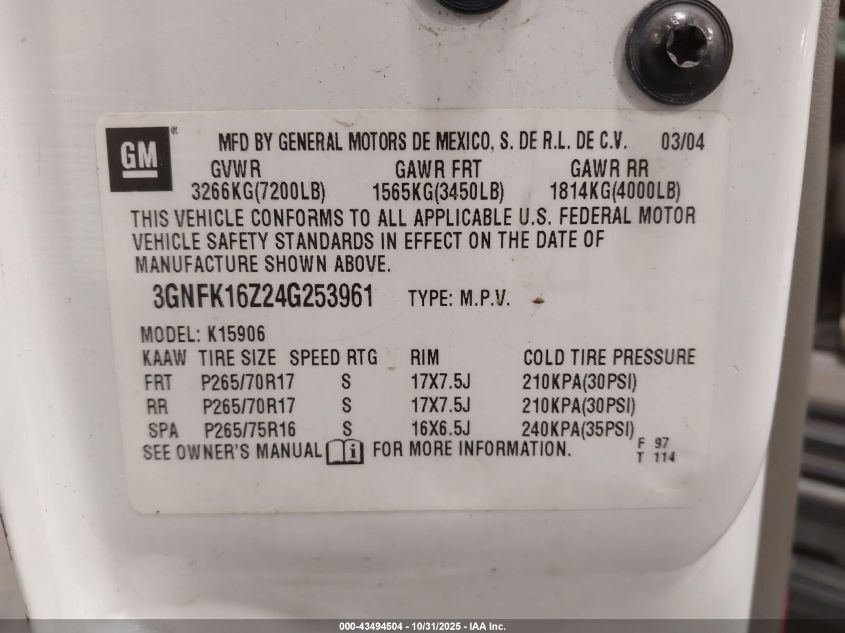 GM® MFD BY GENERAL MOTORS DE MEXICO, S. DE R.L. DE C.V. 03/04
GVWR GAWR FRT GAWR RR
3266KG(7200LB) 1565KG(3450LB) 1814KG(4000LB)
THIS VEHICLE CONFORMS TO ALL APPLICABLE U.S. FEDERAL MOTOR
VEHICLE SAFETY STANDARDS IN EFFECT ON THE DATE OF
MANUFACTURE SHOWN ABOVE.
3GNFK16Z24G253961 TYPE: M.P.V.
MODEL: K15906
KAAW TIRE SIZE SPEED RTG RIM COLD TIRE PRESSURE
FRT P265/70R17 S 17X7.5J 210KPA(30PSI)
RR P265/70R17 S 17X7.5J 210KPA(30PSI)
SPA P265/75R16 S 16X6.5J 240KPA(35PSI)
SEE OWNER'S MANUAL i FOR MORE INFORMATION.
F 97
T 114
000-43494504 - 10/31/2025 - IAA Inc.